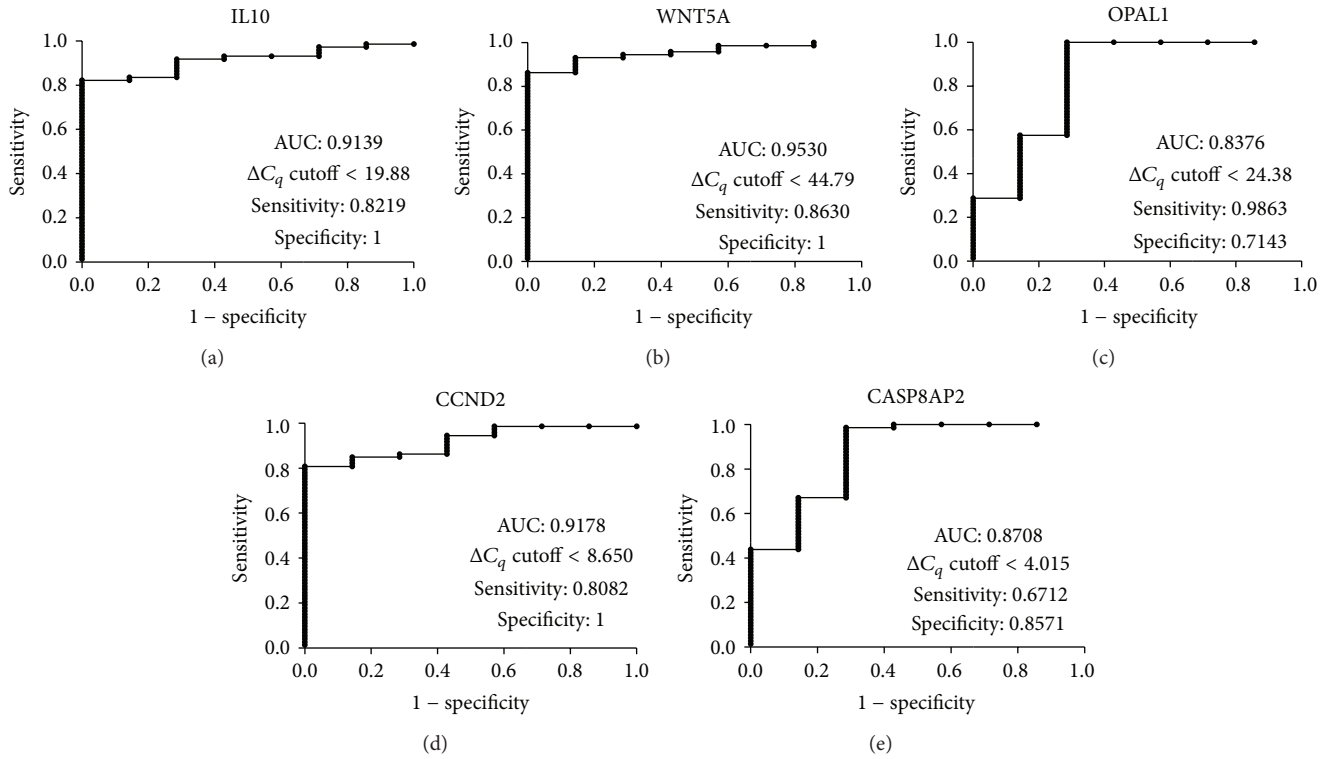 IL10
1.0
0.8
0.6
0.4
0.2
0.0
Sensitivity
AUC: 0.9139
ΔC_q cutoff < 19.88
Sensitivity: 0.8219
Specificity: 1
0.0 0.2 0.4 0.6 0.8 1.0
1 − specificity
(a)
WNT5A
1.0
0.8
0.6
0.4
0.2
0.0
Sensitivity
AUC: 0.9530
ΔC_q cutoff < 44.79
Sensitivity: 0.8630
Specificity: 1
0.0 0.2 0.4 0.6 0.8 1.0
1 − specificity
(b)
OPAL1
1.0
0.8
0.6
0.4
0.2
0.0
Sensitivity
AUC: 0.8376
ΔC_q cutoff < 24.38
Sensitivity: 0.9863
Specificity: 0.7143
0.0 0.2 0.4 0.6 0.8 1.0
1 − specificity
(c)
CCND2
1.0
0.8
0.6
0.4
0.2
0.0
Sensitivity
AUC: 0.9178
ΔC_q cutoff < 8.650
Sensitivity: 0.8082
Specificity: 1
0.0 0.2 0.4 0.6 0.8 1.0
1 − specificity
(d)
CASP8AP2
1.0
0.8
0.6
0.4
0.2
0.0
Sensitivity
AUC: 0.8708
ΔC_q cutoff < 4.015
Sensitivity: 0.6712
Specificity: 0.8571
0.0 0.2 0.4 0.6 0.8 1.0
1 − specificity
(e)